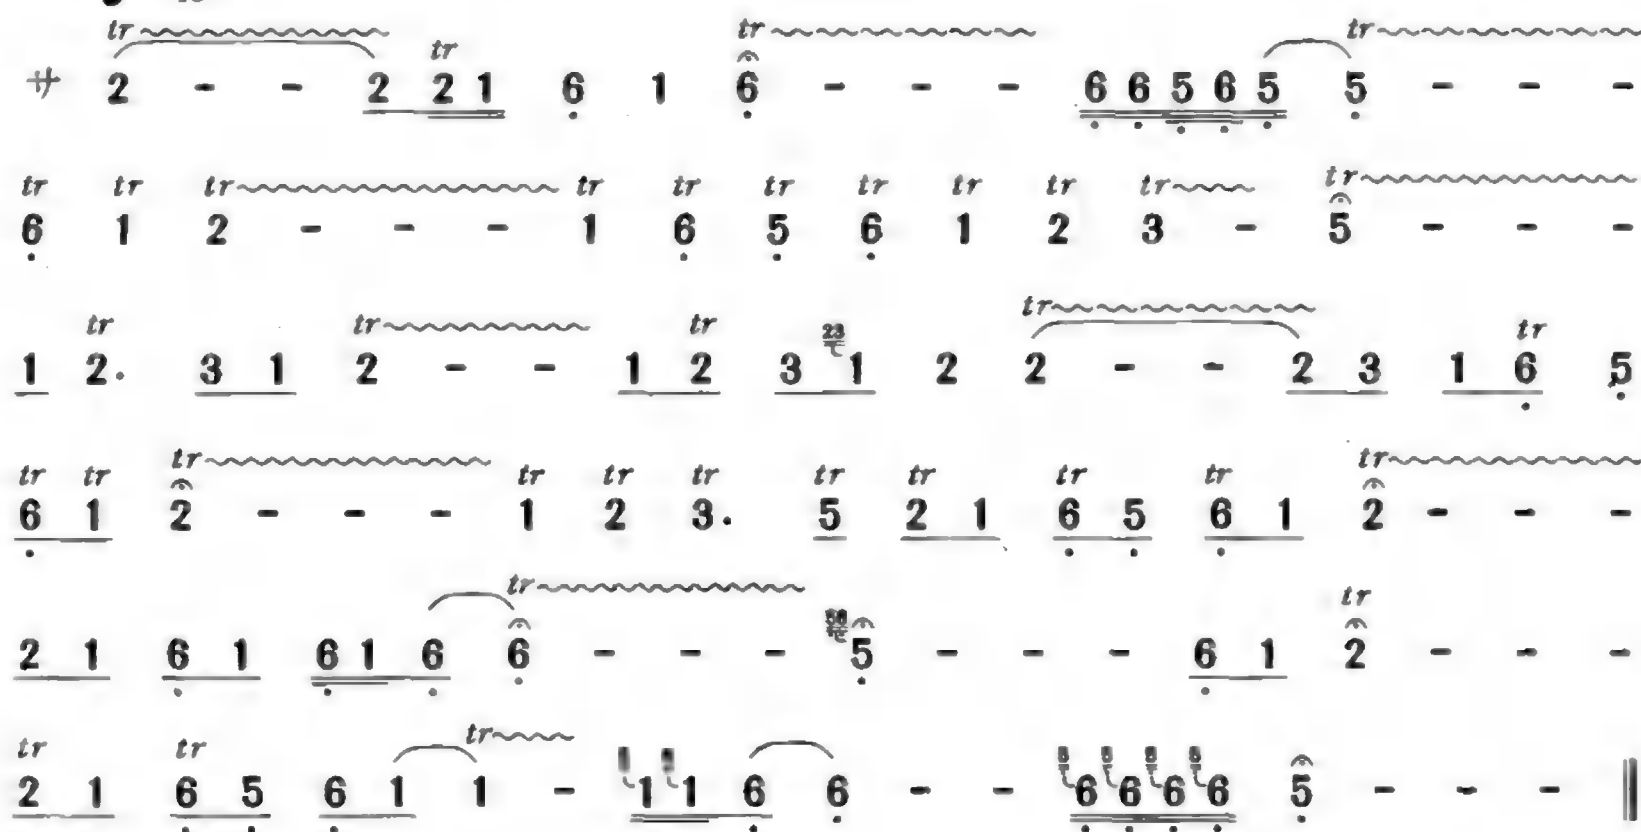 tr tr tr tr
サ 2 - - 2 2 1 6 1 6 - - - 6 6 5 6 5 5 - - -
tr tr tr tr tr tr tr tr tr tr tr
6 1 2 - - - 1 6 5 6 1 2 3 - 5 - - -
tr tr tr tr tr
1 2. 3 1 2 - - 1 2 3 23 1 2 2 - - 2 3 1 6 5
tr tr tr tr tr tr tr tr tr tr tr
6 1 2 - - - 1 2 3. 5 2 1 6 5 6 1 2 - - -
tr tr
2 1 6 1 6 1 6 6 - - - 5 - - - 6 1 2 - - -
tr tr tr
2 1 6 5 6 1 1 - 1 1 6 6 - - 6 6 6 6 5 - - -